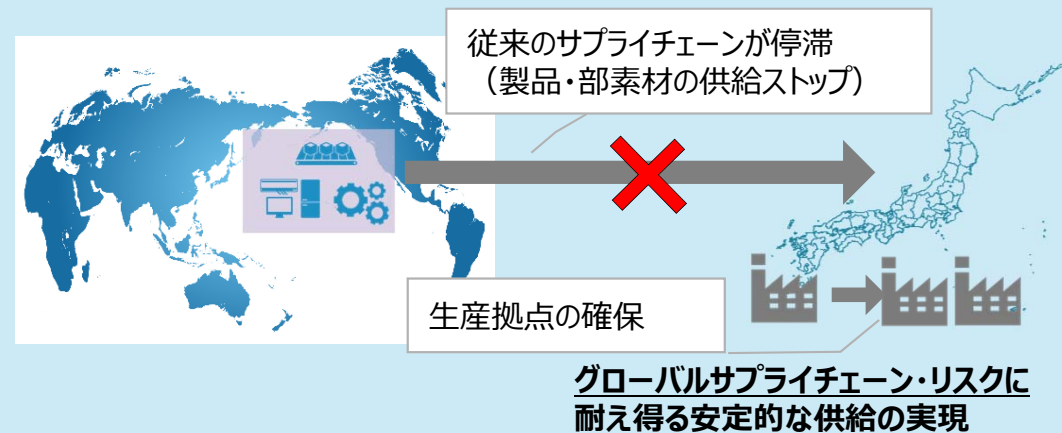 従来のサプライチェーンが停滞
（製品・部素材の供給ストップ）
生産拠点の確保
グローバルサプライチェーン・リスクに
耐え得る安定的な供給の実現